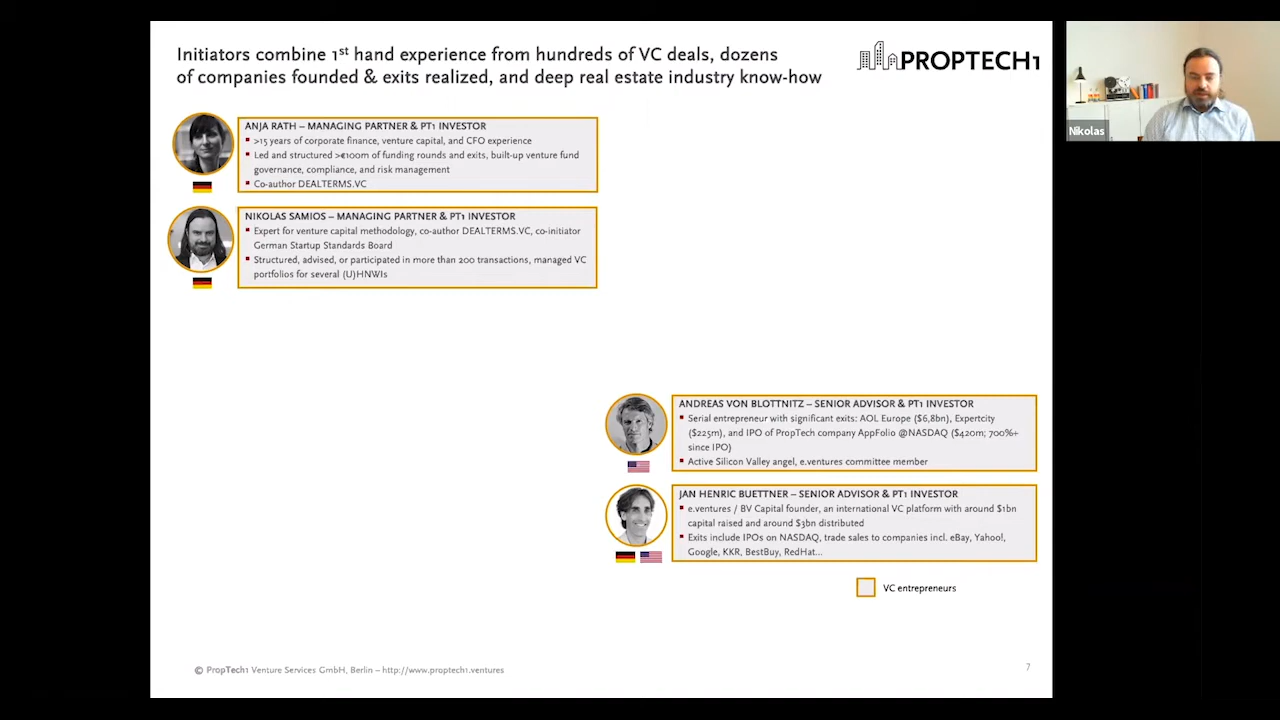 Initiators combine 1st hand experience from hundreds of VC deals, dozens
of companies founded & exits realized, and deep real estate industry know-how
PROPTECH1
Nikolas
ANJA RATH – MANAGING PARTNER & PT1 INVESTOR
>15 years of corporate finance, venture capital, and CFO experience
Led and structured >€100m of funding rounds and exits, built-up venture fund
governance, compliance, and risk management
Co-author DEALTERMS.VC
NIKOLAS SAMIOS – MANAGING PARTNER & PT1 INVESTOR
Expert for venture capital methodology, co-author DEALTERMS.VC, co-initiator
German Startup Standards Board
Structured, advised, or participated in more than 200 transactions, managed VC
portfolios for several (U)HNWIs
ANDREAS VON BLOTTNITZ – SENIOR ADVISOR & PT1 INVESTOR
Serial entrepreneur with significant exits: AOL Europe ($6,8bn), Expertcity
($225m), and IPO of PropTech company AppFolio @NASDAQ ($420m; 700%+
since IPO)
Active Silicon Valley angel, e.ventures committee member
JAN HENRIC BUETTNER – SENIOR ADVISOR & PT1 INVESTOR
e.ventures / BV Capital founder, an international VC platform with around $1bn
capital raised and around $3bn distributed
Exits include IPOs on NASDAQ, trade sales to companies incl. eBay, Yahoo!,
Google, KKR, BestBuy, RedHat...
VC entrepreneurs
© PropTech1 Venture Services GmbH, Berlin – http://www.proptech1.ventures
7